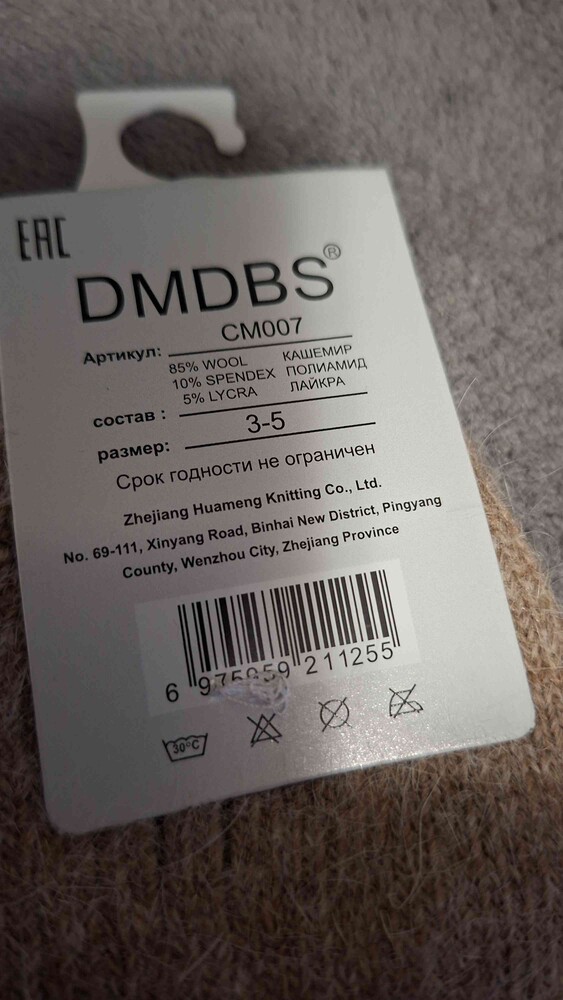 EAC
DMDBS®
Артикул: CM007
85% WOOL КАШЕМИР
10% SPENDEX ПОЛИАМИД
5% LYCRA ЛАЙКРА
состав :
размер: 3-5
Срок годности не ограничен
Zhejiang Huameng Knitting Co., Ltd.
No. 69-111, Xinyang Road, Binhai New District, Pingyang
County, Wenzhou City, Zhejiang Province
6 975959 211255
30°C